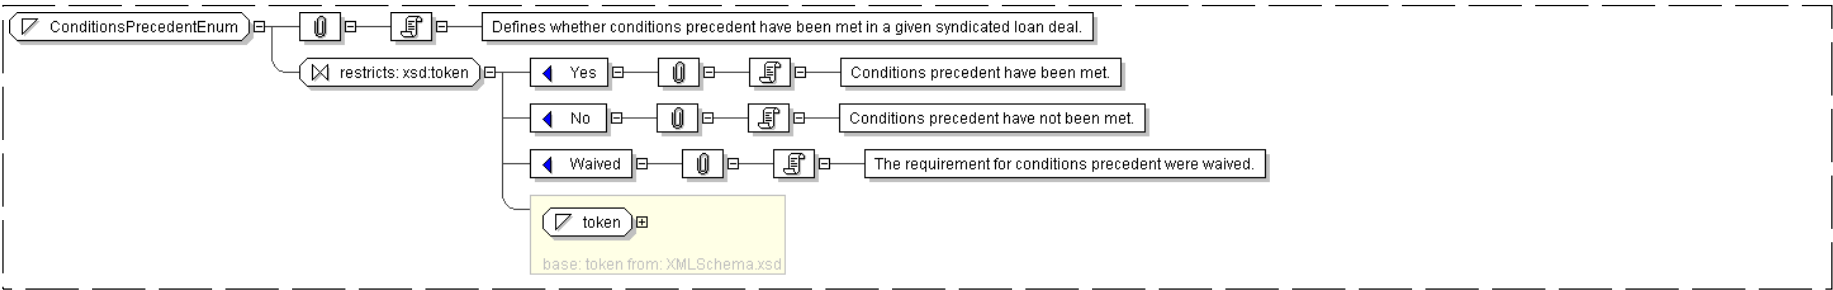 ConditionsPrecedentEnum
Defines whether conditions precedent have been met in a given syndicated loan deal.
restricts: xsd:token
Yes
Conditions precedent have been met.
No
Conditions precedent have not been met.
Waived
The requirement for conditions precedent were waived.
token
base: token from: XMLSchema.xsd